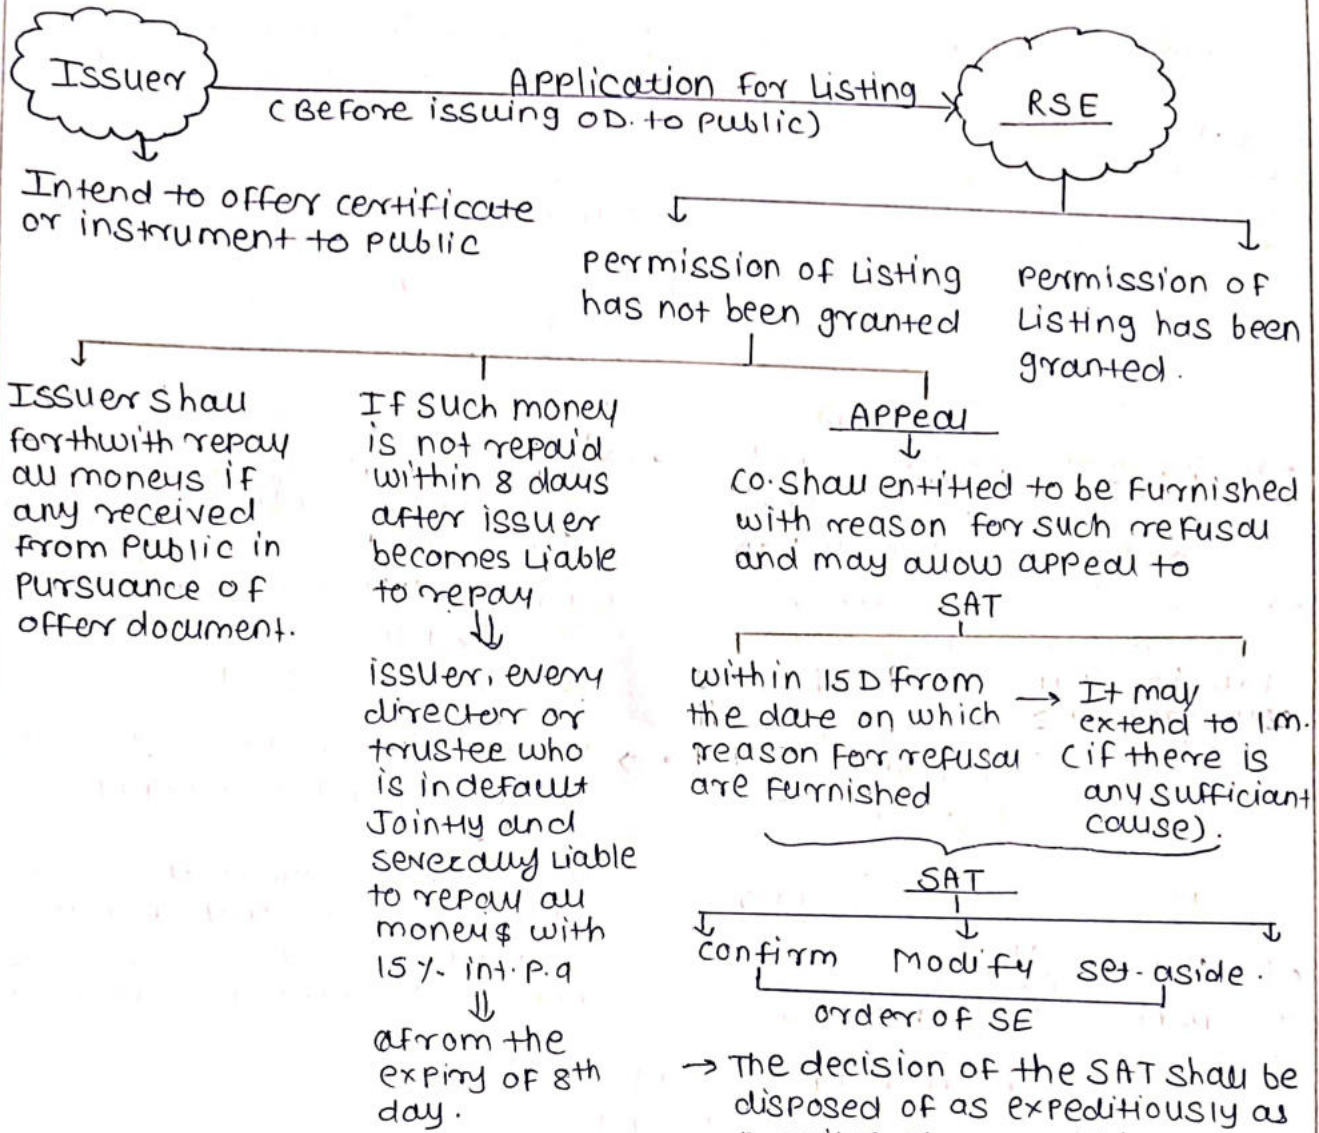 Issuer
Application for Listing
(Before issuing OD. to public)
RSE
Intend to offer certificate
or instrument to public
permission of Listing
has not been granted
permission of
Listing has been
granted.
Issuer shall
forthwith repay
all moneys if
any received
from Public in
pursuance of
offer document.
If such money
is not repaid
within 8 days
after issuer
becomes Liable
to repay
issuer, every
director or
trustee who
is in default
Jointly and
severally Liable
to repay all
moneys with
15 % int. p.a
afrom the
expiry of 8th
day.
Appeal
Co. shall entitled to be Furnished
with reason for such refusal
and may allow appeal to
SAT
within 15 D from
the date on which
reason for refusal
are furnished
→ It may
extend to 1.m.
(if there is
any sufficiant
cause).
SAT
confirm Modify set-aside.
order of SE
→ The decision of the SAT shall be
disposed of as expeditiously as